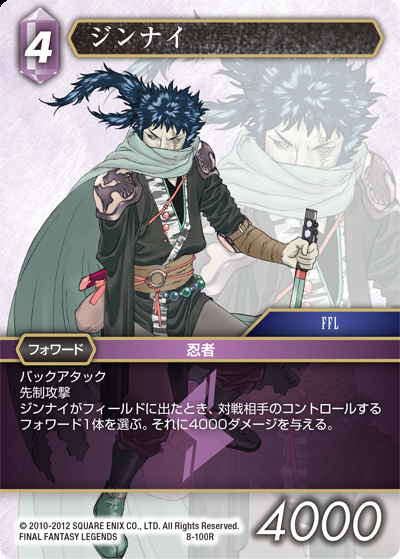 4
ジンナイ
FFL
フォワード
忍者
バックアタック
先制攻撃
ジンナイがフィールドに出たとき、対戦相手のコントロールする
フォワード1体を選ぶ。それに4000ダメージを与える。
© 2010-2012 SQUARE ENIX CO., LTD. All Rights Reserved.
FINAL FANTASY LEGENDS
8-100R
4000